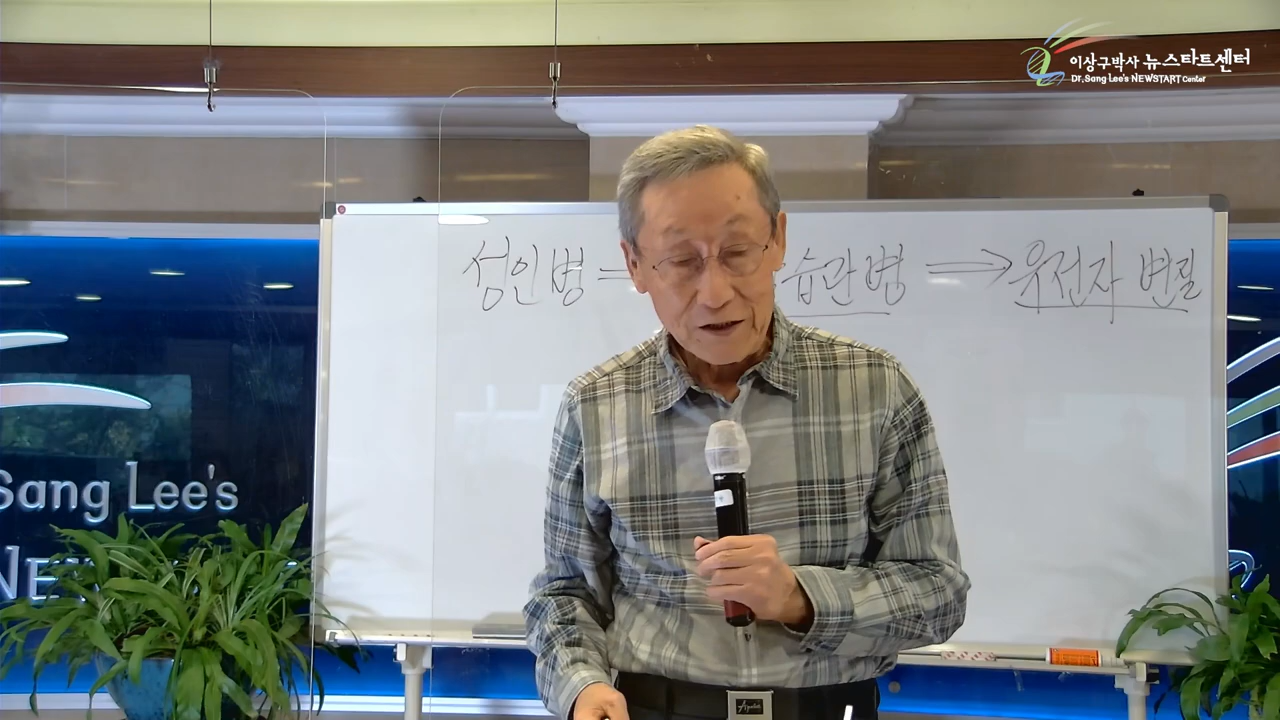 이상구박사 뉴스타트센터
Dr. Sang Lee's NEWSTART Center
성인병 = 습관병 ⇒ 유전자 변질
Sang Lee's
New